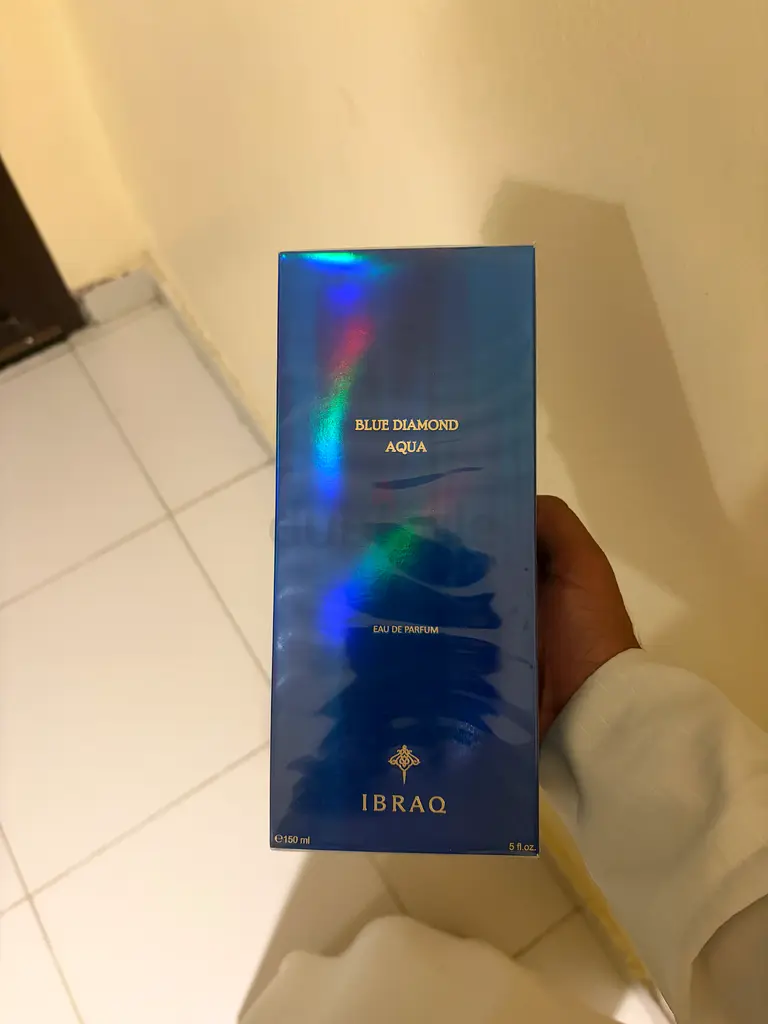 BLUE DIAMOND
AQUA
EAU DE PARFUM
IBRAQ
℮150 ml
5 fl.oz.